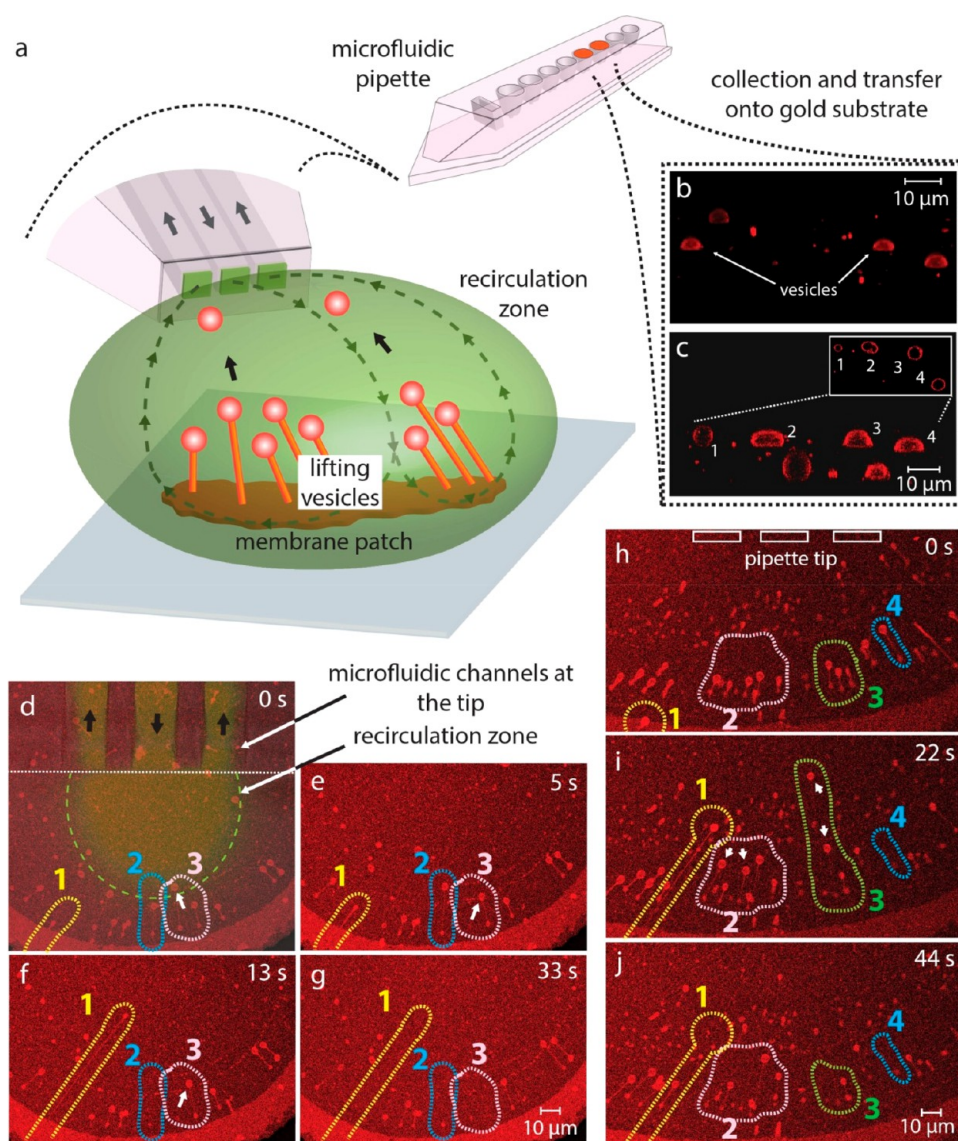 a
microfluidic
pipette
collection and transfer
onto gold substrate
b
10 μm
vesicles
recirculation
zone
c
1
2
3
4
1
2
3
4
10 μm
lifting
vesicles
membrane patch
microfluidic channels at
the tip
recirculation zone
d
0 s
1
2
3
e
5 s
1
2
3
f
13 s
1
2
3
g
33 s
1
2
3
10 μm
h
0 s
pipette tip
1
2
3
4
i
22 s
1
2
3
4
j
44 s
1
2
3
4
10 μm